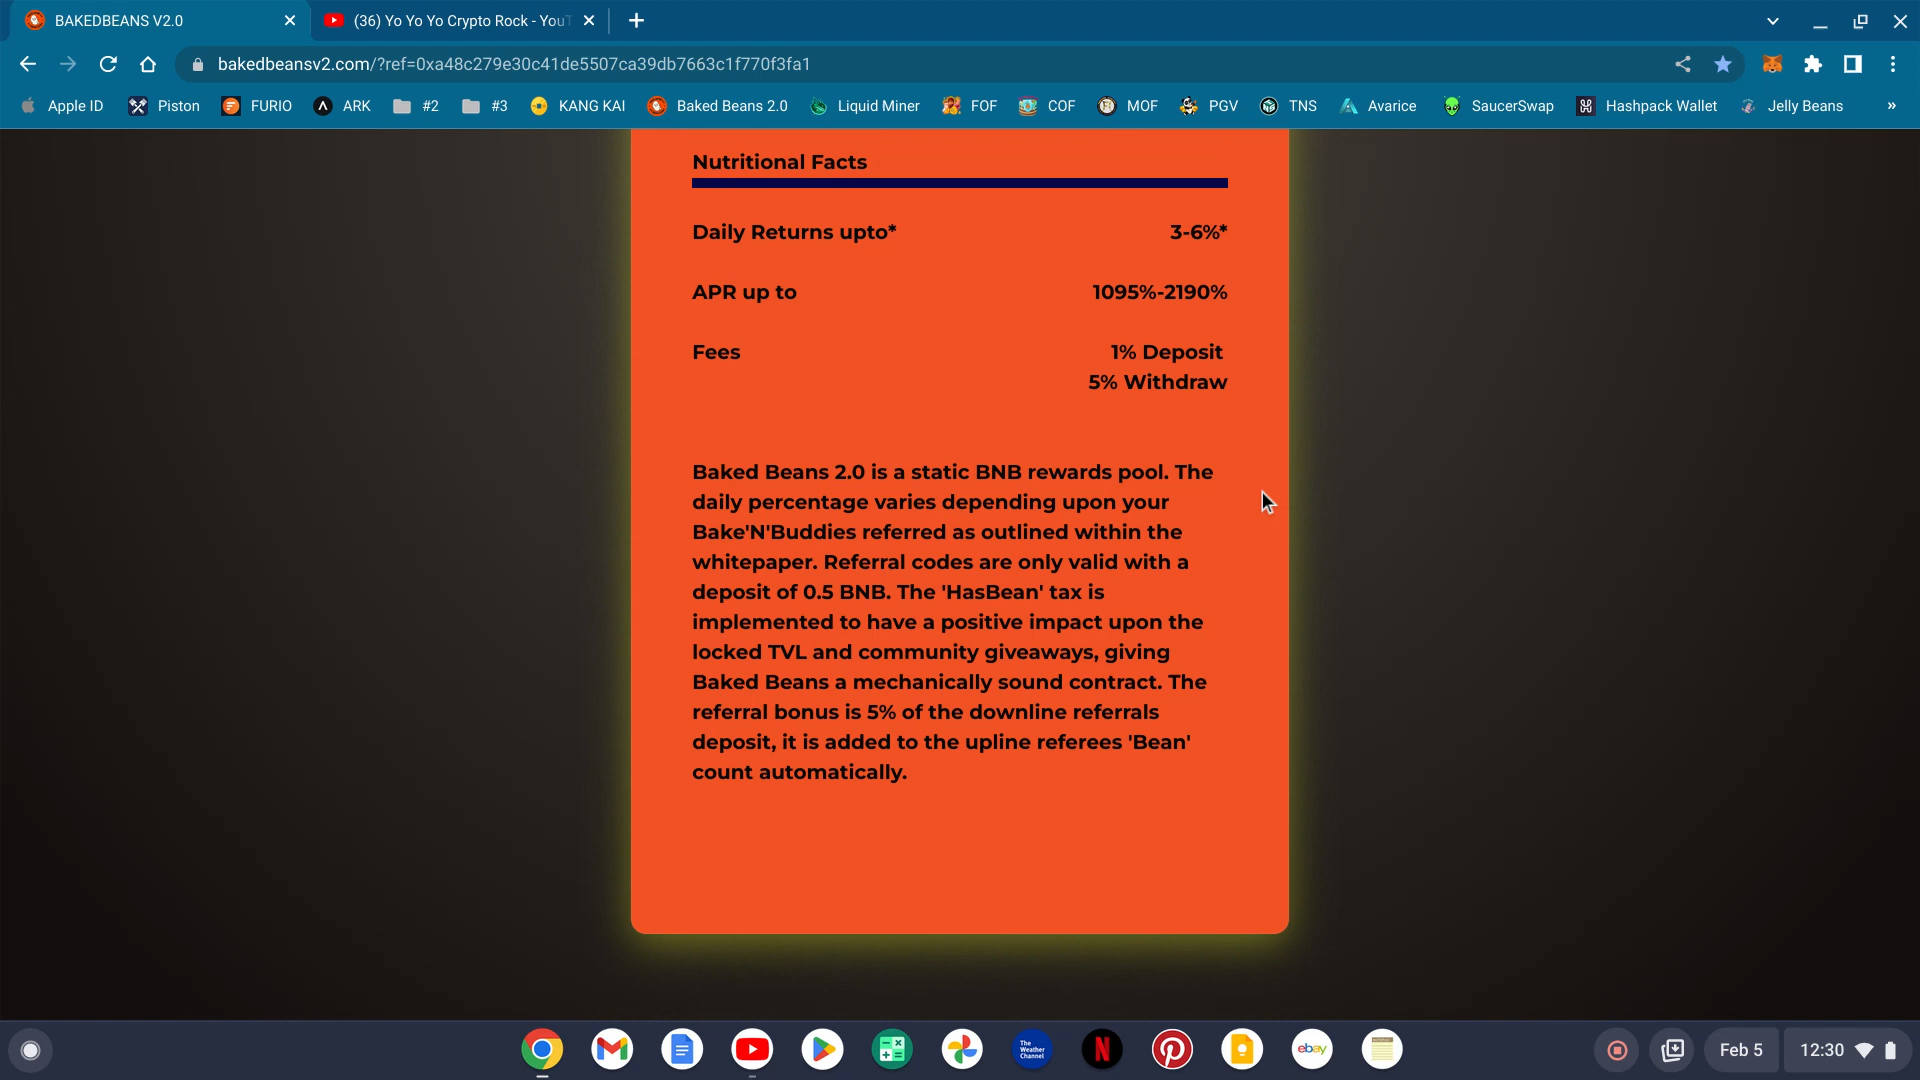 BAKEDBEANS V2.0
(36) Yo Yo Yo Crypto Rock - YouT
bakedbeansv2.com/?ref=0xa48c279e30c41de5507ca39db7663c1f770f3fa1
Apple ID Piston FURIO ARK #2 #3 KANG KAI Baked Beans 2.0 Liquid Miner FOF COF MOF PGV TNS Avarice SaucerSwap Hashpack Wallet Jelly Beans »
Nutritional Facts
Daily Returns upto* 3-6%*
APR up to 1095%-2190%
Fees 1% Deposit
5% Withdraw
Baked Beans 2.0 is a static BNB rewards pool. The
daily percentage varies depending upon your
Bake'N'Buddies referred as outlined within the
whitepaper. Referral codes are only valid with a
deposit of 0.5 BNB. The 'HasBean' tax is
implemented to have a positive impact upon the
locked TVL and community giveaways, giving
Baked Beans a mechanically sound contract. The
referral bonus is 5% of the downline referrals
deposit, it is added to the upline referees 'Bean'
count automatically.
The
Weather
Channel
N
ebay
Feb 5
12:30